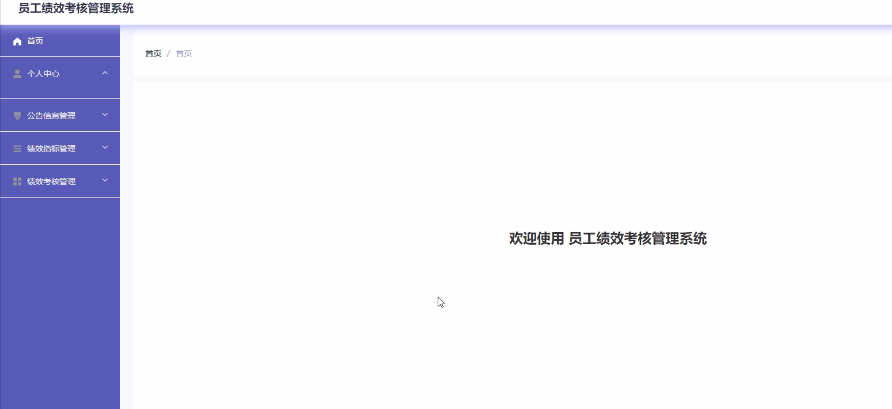 员工绩效考核管理系统
首页
个人中心
公告信息管理
绩效指标管理
绩效考核管理
首页 / 首页
欢迎使用 员工绩效考核管理系统